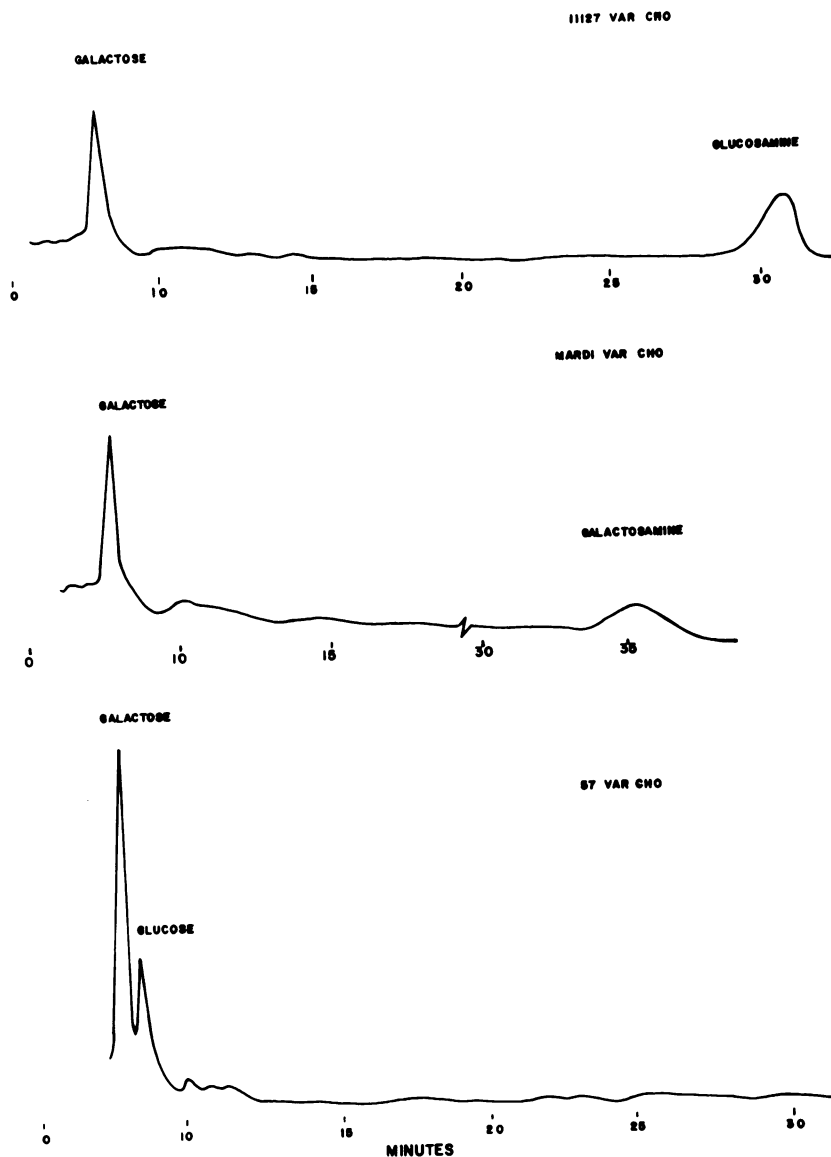 11127 VAR CHO
GALACTOSE
GLUCOSAMINE
0 10 15 20 25 30
MARDI VAR CHO
GALACTOSE
GALACTOSAMINE
0 10 15 30 35
GALACTOSE
57 VAR CHO
GLUCOSE
0 10 15 20 25 30
MINUTES